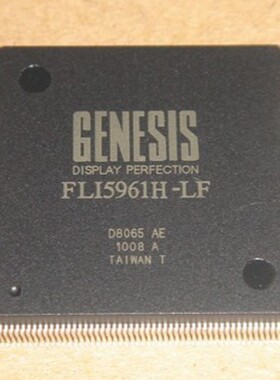 GENESIS
DISPLAY PERFECTION
FLI5961H-LF
D8065 AE
1008 A
TAIWAN T